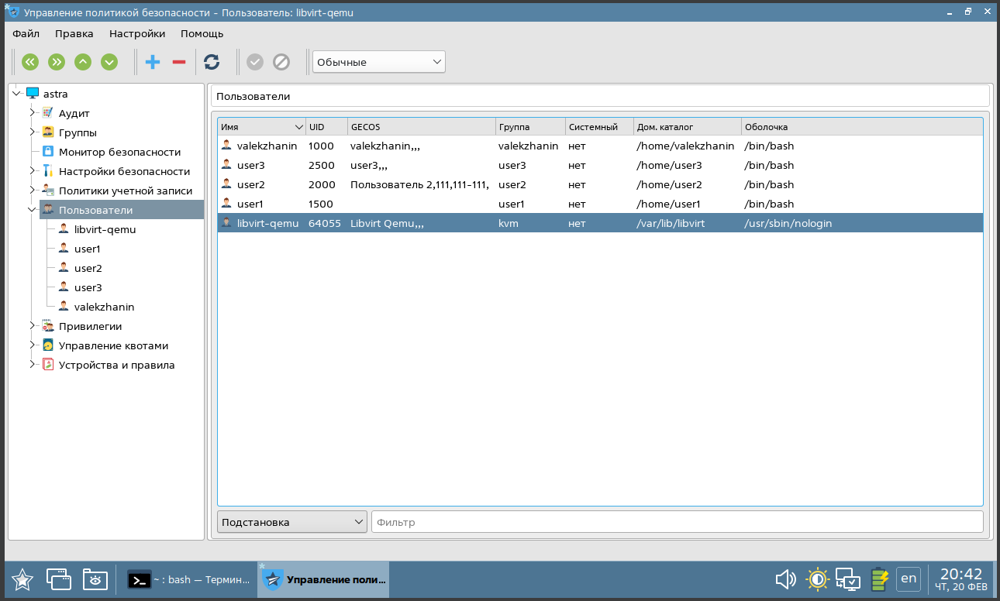 Управление политикой безопасности – Пользователь: libvirt-qemu
Файл Правка Настройки Помощь
Обычные
astra
Аудит
Группы
Монитор безопасности
Настройки безопасности
Политики учетной записи
Пользователи
libvirt-qemu
user1
user2
user3
valekzhanin
Привилегии
Управление квотами
Устройства и правила
Пользователи
Имя UID GECOS Группа Системный Дом. каталог Оболочка
valekzhanin 1000 valekzhanin,,, valekzhanin нет /home/valekzhanin /bin/bash
user3 2500 user3,,, user3 нет /home/user3 /bin/bash
user2 2000 Пользователь 2,111,111-111, user2 нет /home/user2 /bin/bash
user1 1500 user1 нет /home/user1 /bin/bash
libvirt-qemu 64055 Libvirt Qemu,,, kvm нет /var/lib/libvirt /usr/sbin/nologin
Подстановка Фильтр
~ : bash — Термин...
Управление поли...
en
20:42
ЧТ, 20 ФЕВ